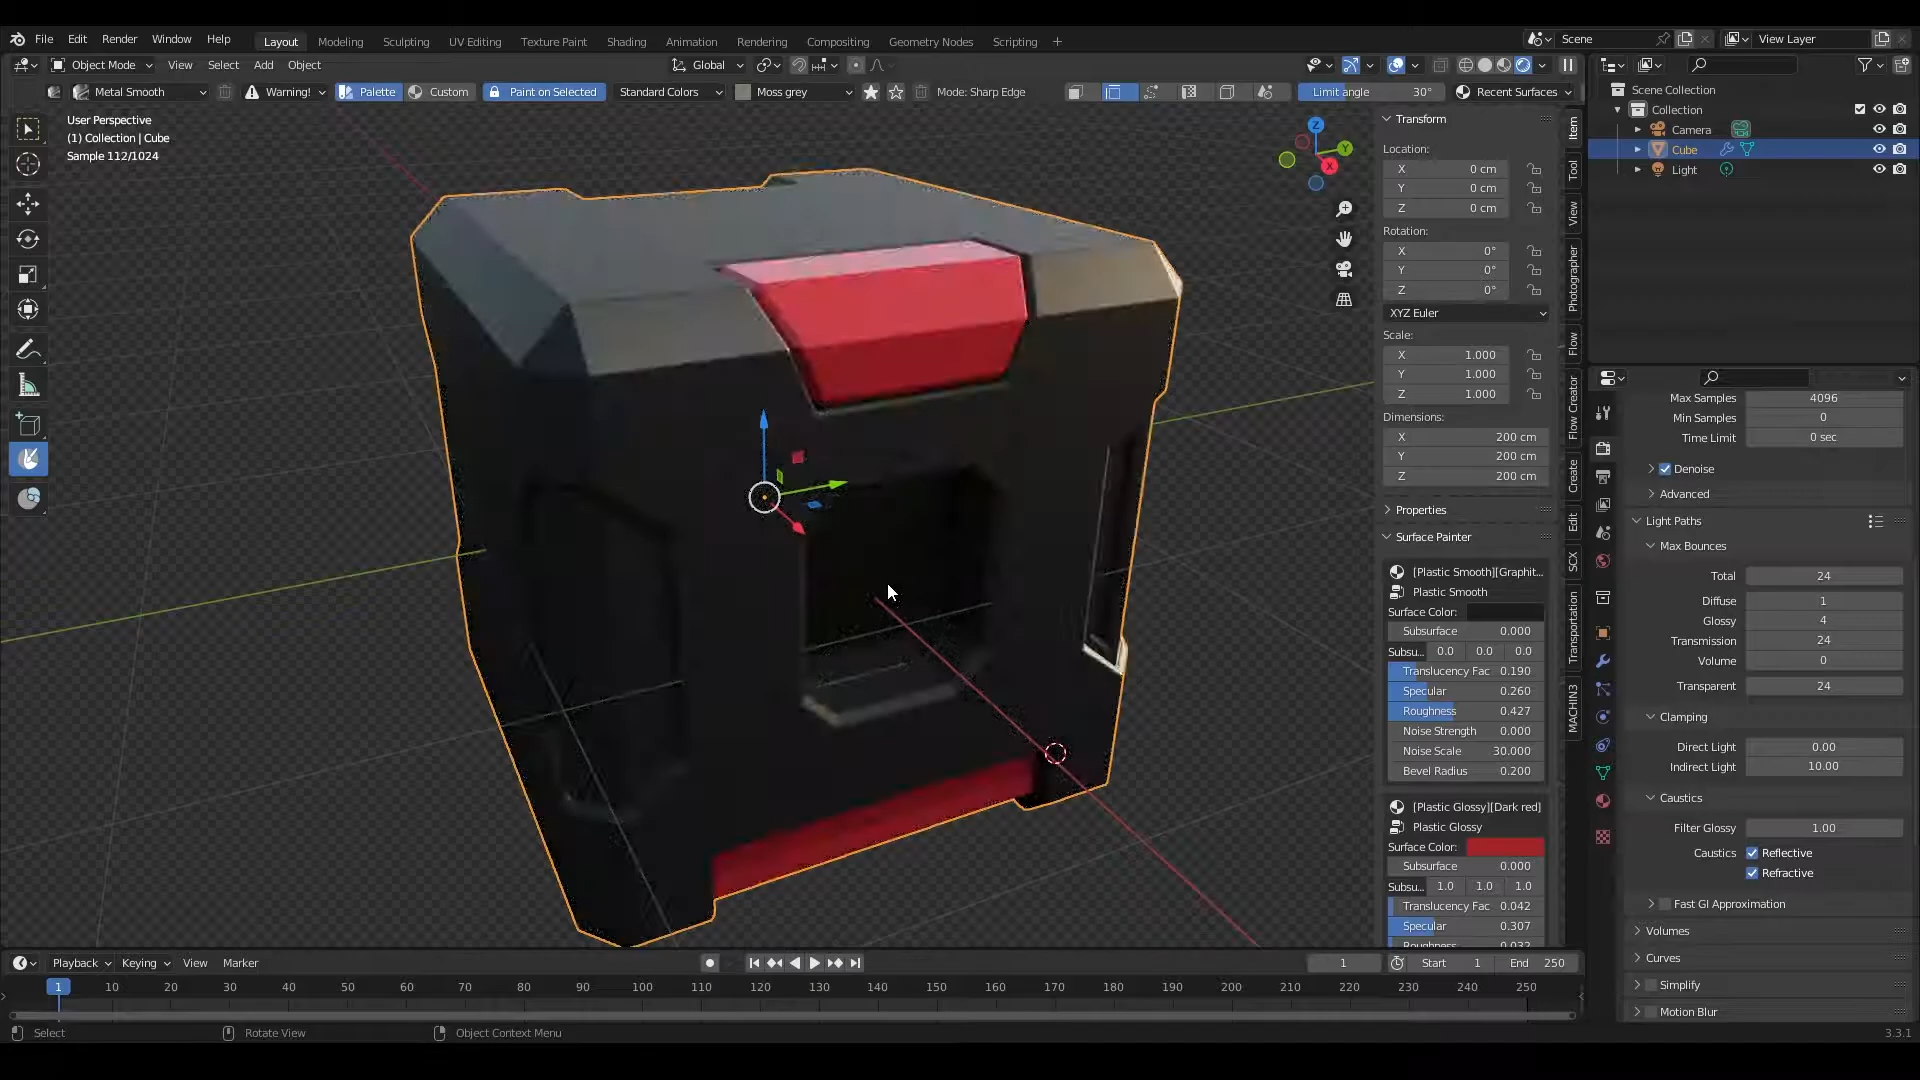 File Edit Render Window Help Layout Modeling Sculpting UV Editing Texture Paint Shading Animation Rendering Compositing Geometry Nodes Scripting + Scene View Layer
Object Mode View Select Add Object Global
Metal Smooth Warning! Palette Custom Paint on Selected Standard Colors Moss grey Mode: Sharp Edge Limit angle 30° Recent Surfaces
User Perspective
(1) Collection | Cube
Sample 112/1024
Z
Y
X
Transform
Location:
X 0 cm
Y 0 cm
Z 0 cm
Rotation:
X 0°
Y 0°
Z 0°
XYZ Euler
Scale:
X 1.000
Y 1.000
Z 1.000
Dimensions:
X 200 cm
Y 200 cm
Z 200 cm
Properties
Surface Painter
[Plastic Smooth][Graphit...
Plastic Smooth
Surface Color:
Subsurface 0.000
Subsu... 0.0 0.0 0.0
Translucency Fac 0.190
Specular 0.260
Roughness 0.427
Noise Strength 0.000
Noise Scale 30.000
Bevel Radius 0.200
[Plastic Glossy][Dark red]
Plastic Glossy
Surface Color:
Subsurface 0.000
Subsu... 1.0 1.0 1.0
Translucency Fac 0.042
Specular 0.307
Roughness 0.032
Item
Tool
View
Photographer
Flow
Flow Creator
Create
Edit
SCX
Transportation
MACHIN3
Scene Collection
Collection
Camera
Cube
Light
Max Samples 4096
Min Samples 0
Time Limit 0 sec
Denoise
Advanced
Light Paths
Max Bounces
Total 24
Diffuse 1
Glossy 4
Transmission 24
Volume 0
Transparent 24
Clamping
Direct Light 0.00
Indirect Light 10.00
Caustics
Filter Glossy 1.00
Caustics Reflective
Refractive
Fast GI Approximation
Volumes
Curves
Simplify
Motion Blur
Playback Keying View Marker 1 Start 1 End 250
1 10 20 30 40 50 60 70 80 90 100 110 120 130 140 150 160 170 180 190 200 210 220 230 240 250
Select Rotate View Object Context Menu 3.3.1